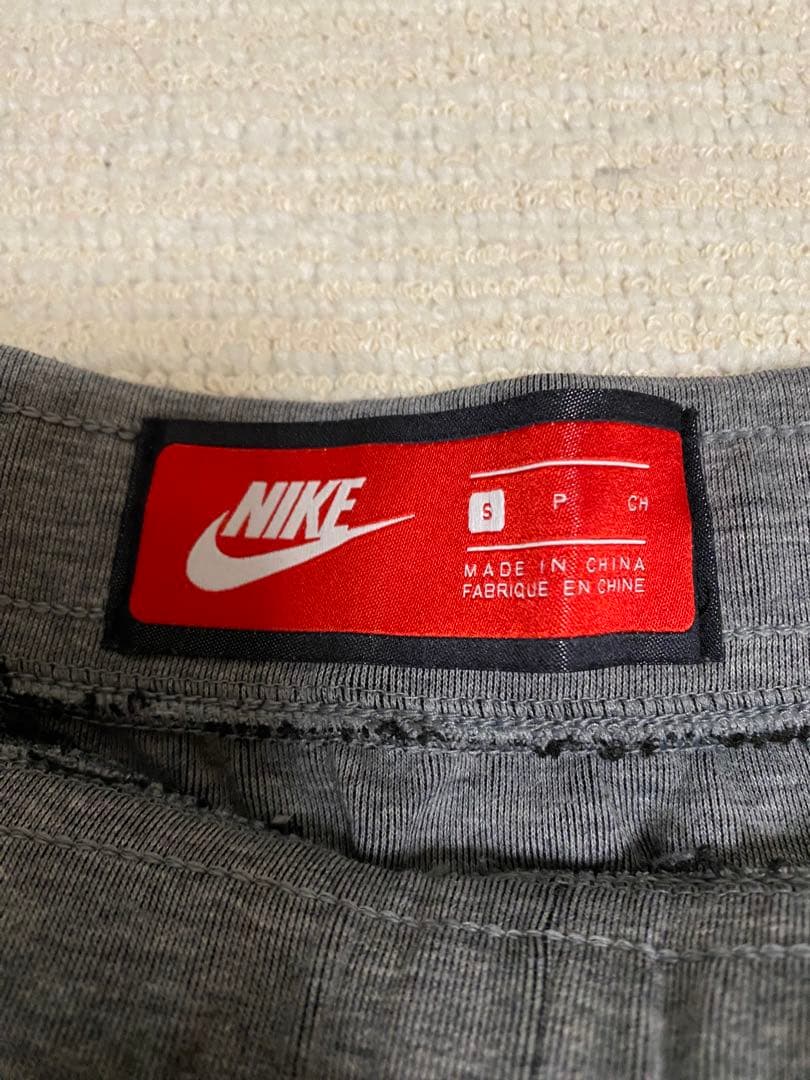 NIKE
S P CH
MADE IN CHINA
FABRIQUE EN CHINE